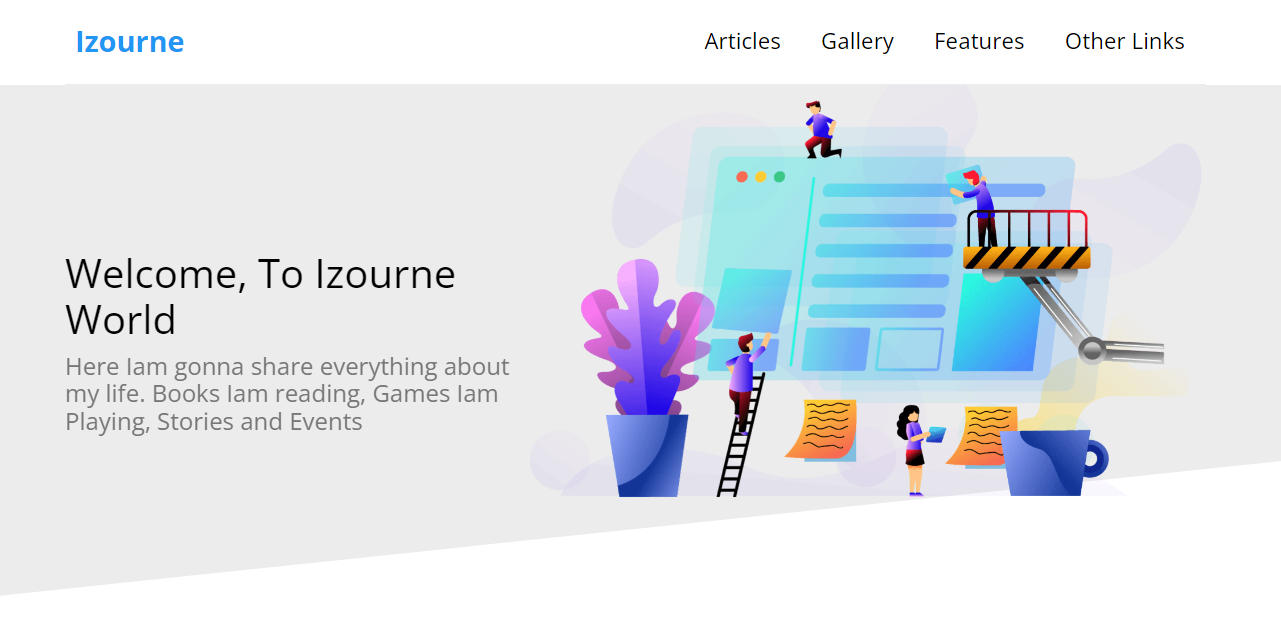 Izourne
Articles Gallery Features Other Links
Welcome, To Izourne
World
Here Iam gonna share everything about
my life. Books Iam reading, Games Iam
Playing, Stories and Events